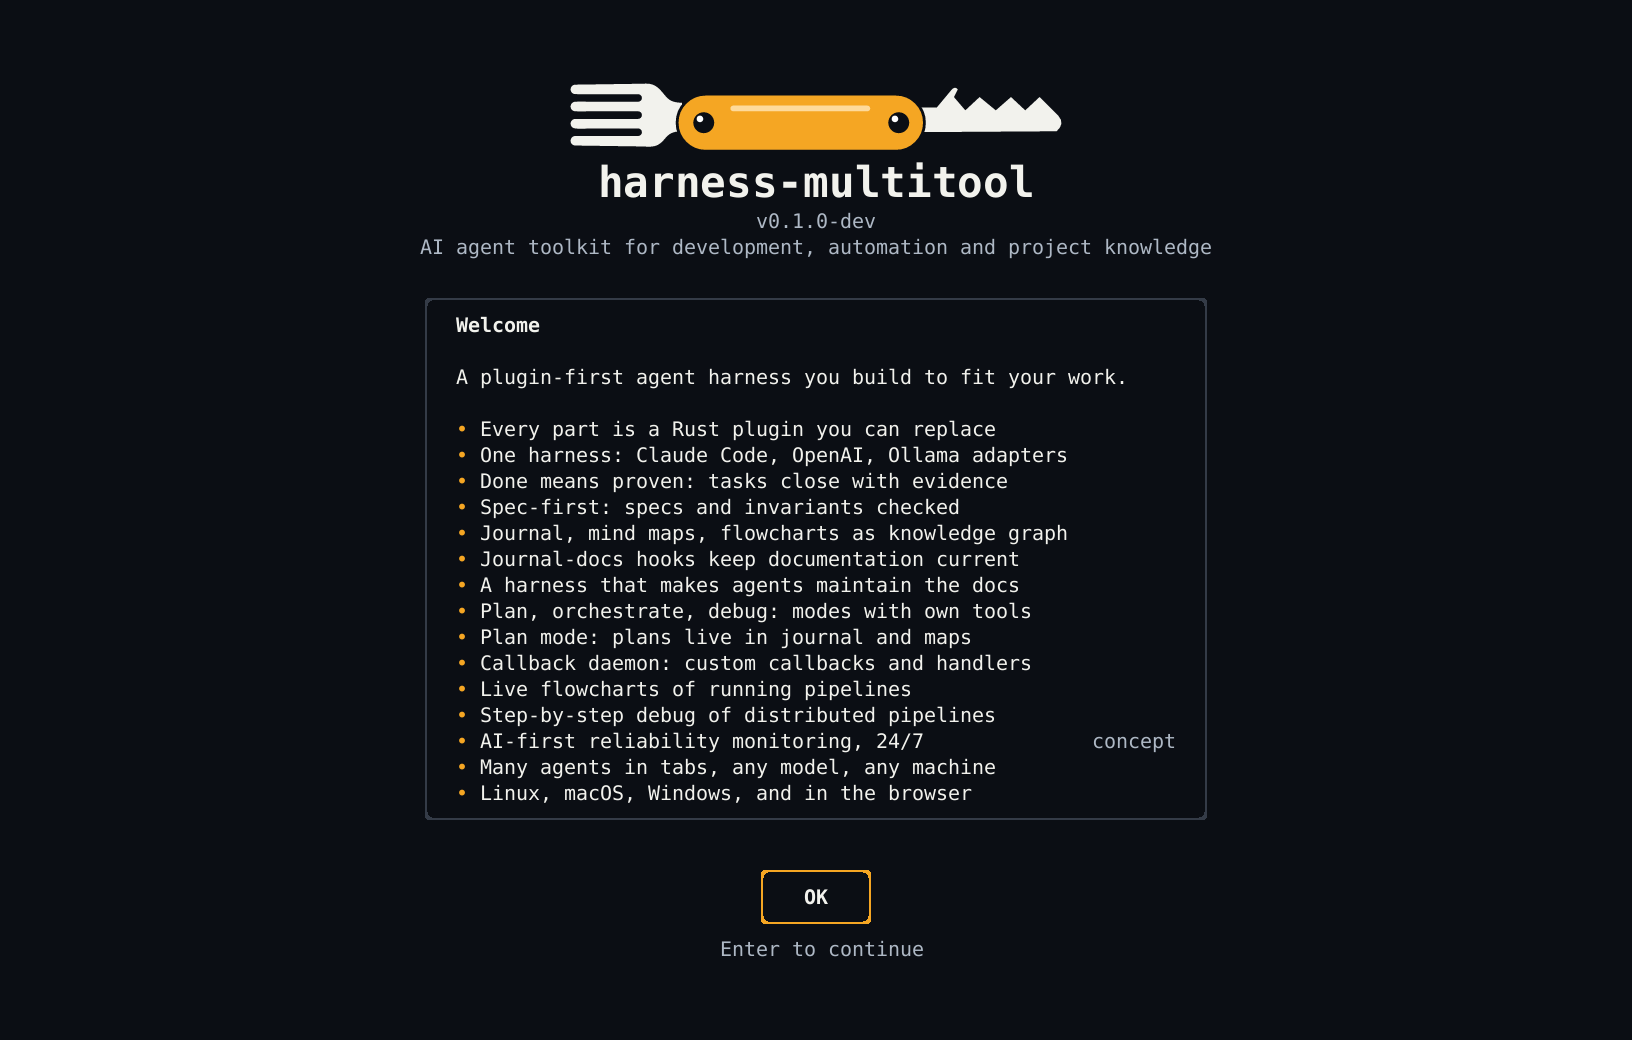 harness-multitool
v0.1.0-dev
AI agent toolkit for development, automation and project knowledge
Welcome
A plugin-first agent harness you build to fit your work.
• Every part is a Rust plugin you can replace
• One harness: Claude Code, OpenAI, Ollama adapters
• Done means proven: tasks close with evidence
• Spec-first: specs and invariants checked
• Journal, mind maps, flowcharts as knowledge graph
• Journal-docs hooks keep documentation current
• A harness that makes agents maintain the docs
• Plan, orchestrate, debug: modes with own tools
• Plan mode: plans live in journal and maps
• Callback daemon: custom callbacks and handlers
• Live flowcharts of running pipelines
• Step-by-step debug of distributed pipelines
• AI-first reliability monitoring, 24/7 concept
• Many agents in tabs, any model, any machine
• Linux, macOS, Windows, and in the browser
OK
Enter to continue